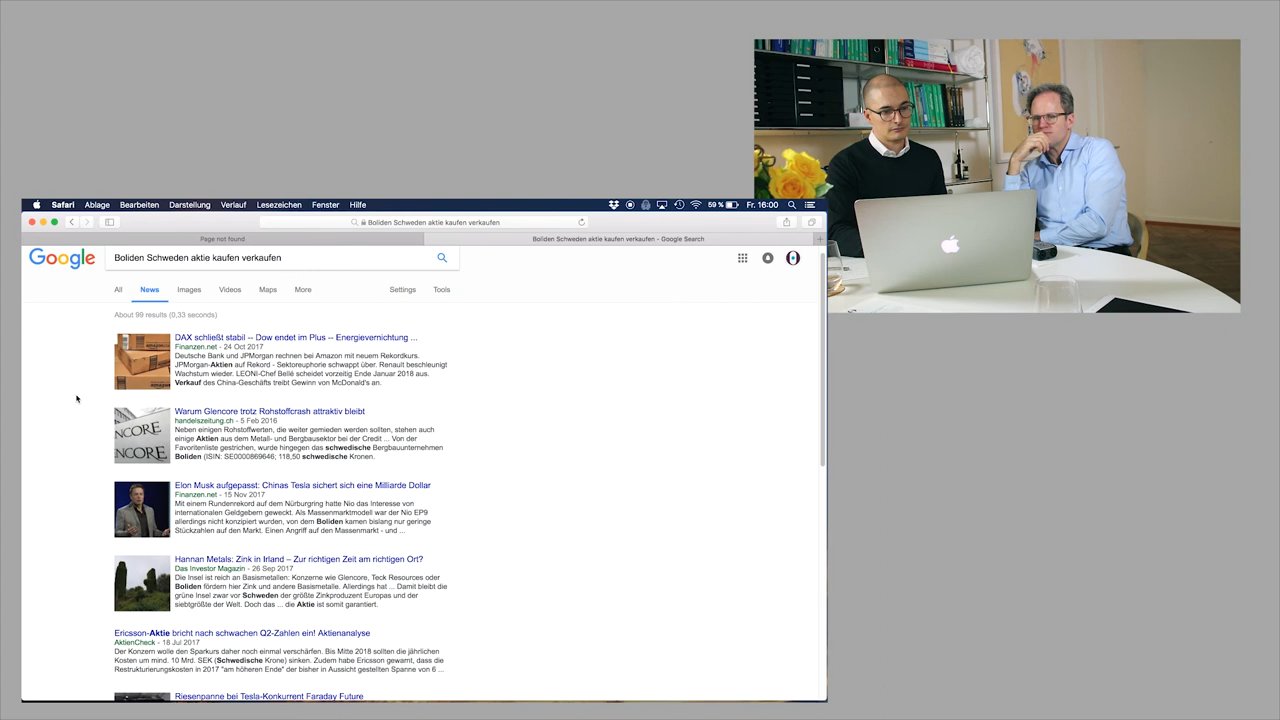 Safari Ablage Bearbeiten Darstellung Verlauf Lesezeichen Fenster Hilfe 59 % Fr. 16:00
Boliden Schweden aktie kaufen verkaufen
Page not found Boliden Schweden aktie kaufen verkaufen - Google Search
Google Boliden Schweden aktie kaufen verkaufen
All News Images Videos Maps More Settings Tools
About 99 results (0,33 seconds)
DAX schließt stabil -- Dow endet im Plus -- Energievernichtung ...
Finanzen.net - 24 Oct 2017
Deutsche Bank und JPMorgan rechnen bei Amazon mit neuem Rekordkurs.
JPMorgan-Aktien auf Rekord - Sektoreuphorie schwappt über. Renault beschleunigt
Wachstum wieder. LEONI-Chef Bellé scheidet vorzeitig Ende Januar 2018 aus.
Verkauf des China-Geschäfts treibt Gewinn von McDonald's an.
NCORE
ENCORE
Warum Glencore trotz Rohstoffcrash attraktiv bleibt
handelszeitung.ch - 5 Feb 2016
Neben einigen Rohstoffwerten, die weiter gemieden werden sollten, stehen auch
einige Aktien aus dem Metall- und Bergbausektor bei der Credit ... Von der
Favoritenliste gestrichen, wurde hingegen das schwedische Bergbauunternehmen
Boliden (ISIN: SE0000869646; 118,50 schwedische Kronen.
Elon Musk aufgepasst: Chinas Tesla sichert sich eine Milliarde Dollar
Finanzen.net - 15 Nov 2017
Mit einem Rundenrekord auf dem Nürburgring hatte Nio das Interesse von
internationalen Geldgebern geweckt. Als Massenmarktmodell war der Nio EP9
allerdings nicht konzipiert wurden, von dem Boliden kamen bislang nur geringe
Stückzahlen auf den Markt. Einen Angriff auf den Massenmarkt - und ...
Hannan Metals: Zink in Irland – Zur richtigen Zeit am richtigen Ort?
Das Investor Magazin - 26 Sep 2017
Die Insel ist reich an Basismetallen: Konzerne wie Glencore, Teck Resources oder
Boliden fördern hier Zink und andere Basismetalle. Allerdings hat ... Damit bleibt die
grüne Insel zwar vor Schweden der größte Zinkproduzent Europas und der
siebtgrößte der Welt. Doch das ... die Aktie ist somit garantiert.
Ericsson-Aktie bricht nach schwachen Q2-Zahlen ein! Aktienanalyse
AktienCheck - 18 Jul 2017
Der Konzern wolle den Sparkurs daher noch einmal verschärfen. Bis Mitte 2018 sollten die jährlichen
Kosten um mind. 10 Mrd. SEK (Schwedische Krone) sinken. Zudem habe Ericsson gewarnt, dass die
Restrukturierungskosten in 2017 "am höheren Ende" der bisher in Aussicht gestellten Spanne von 6 ...
Riesenpanne bei Tesla-Konkurrent Faraday Future